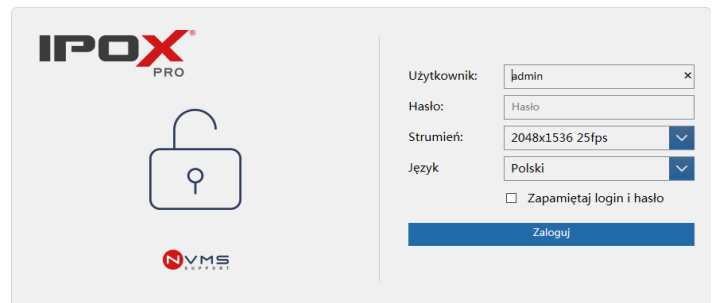 IPOX
PRO
NVMS
SUPPORT
Użytkownik: admin ×
Hasło: Hasło
Strumień: 2048x1536 25fps
Język Polski
Zapamiętaj login i hasło
Zaloguj